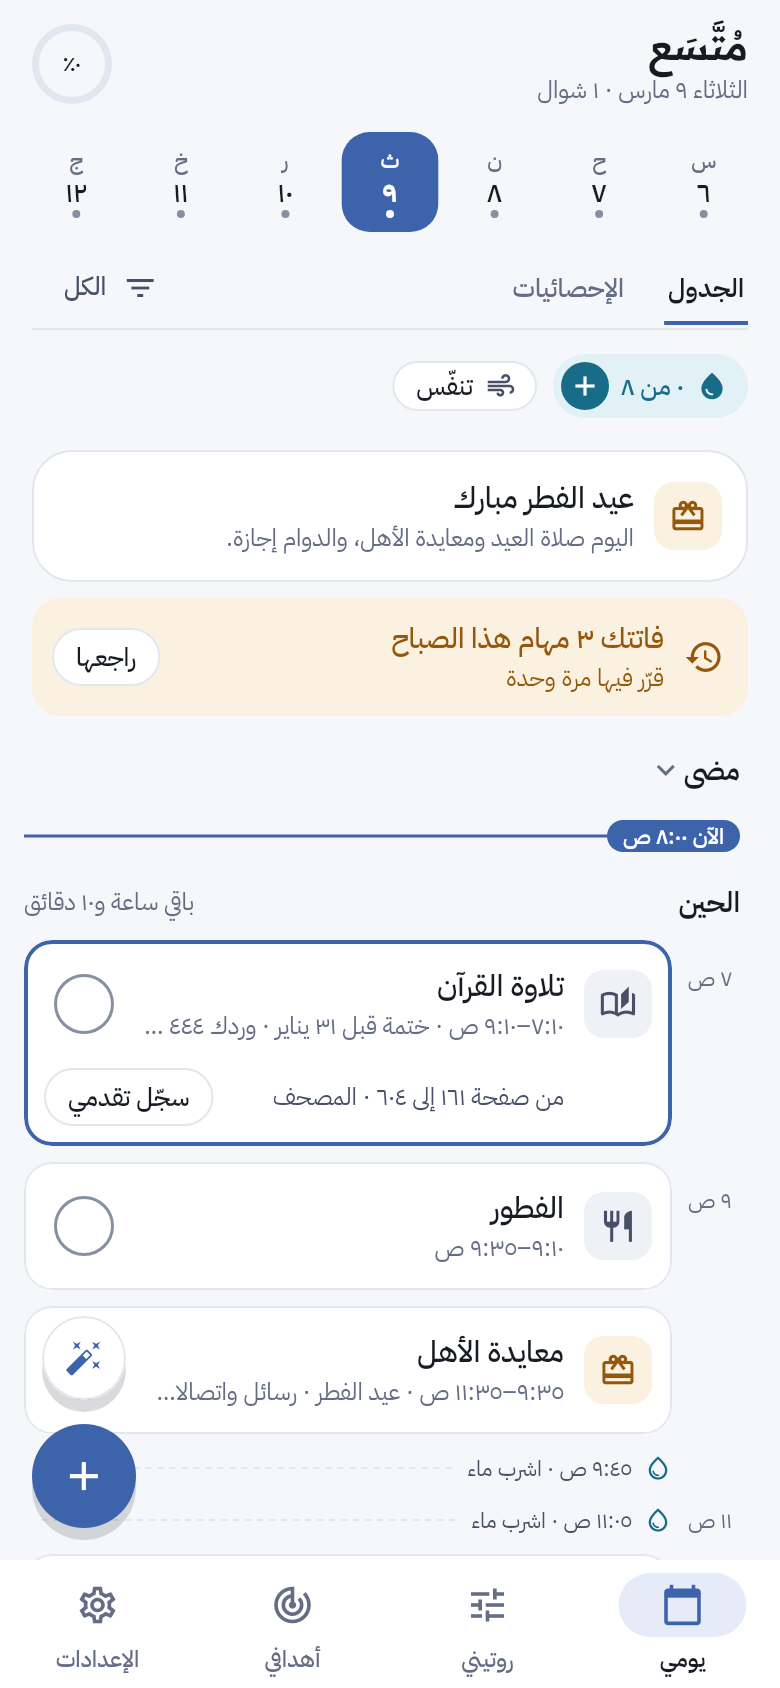 مُتَّسَع
٪٠
الثلاثاء ٩ مارس · ١ شوال
س ح ن ث ر خ ج
٦ ٧ ٨ ٩ ١٠ ١١ ١٢
الجدول الإحصائيات الكل
٠ من ٨ تنفّس
عيد الفطر مبارك
اليوم صلاة العيد ومعايدة الأهل، والدوام إجازة.
فاتتك ٣ مهام هذا الصباح
قرّر فيها مرة وحدة
راجعها
مضى
الآن ٨:٠٠ ص
الحين باقي ساعة و١٠ دقائق
٧ ص
تلاوة القرآن
٧:١٠–٩:١٠ ص · ختمة قبل ٣١ يناير · وردك ٤٤٤ ...
من صفحة ١٦١ إلى ٦٠٤ · المصحف
سجّل تقدمي
٩ ص
الفطور
٩:١٠–٩:٣٥ ص
معايدة الأهل
٩:٣٥–١١:٣٥ ص · عيد الفطر · رسائل واتصالا...
٩:٤٥ ص · اشرب ماء
١١ ص
١١:٠٥ ص · اشرب ماء
يومي روتيني أهدافي الإعدادات